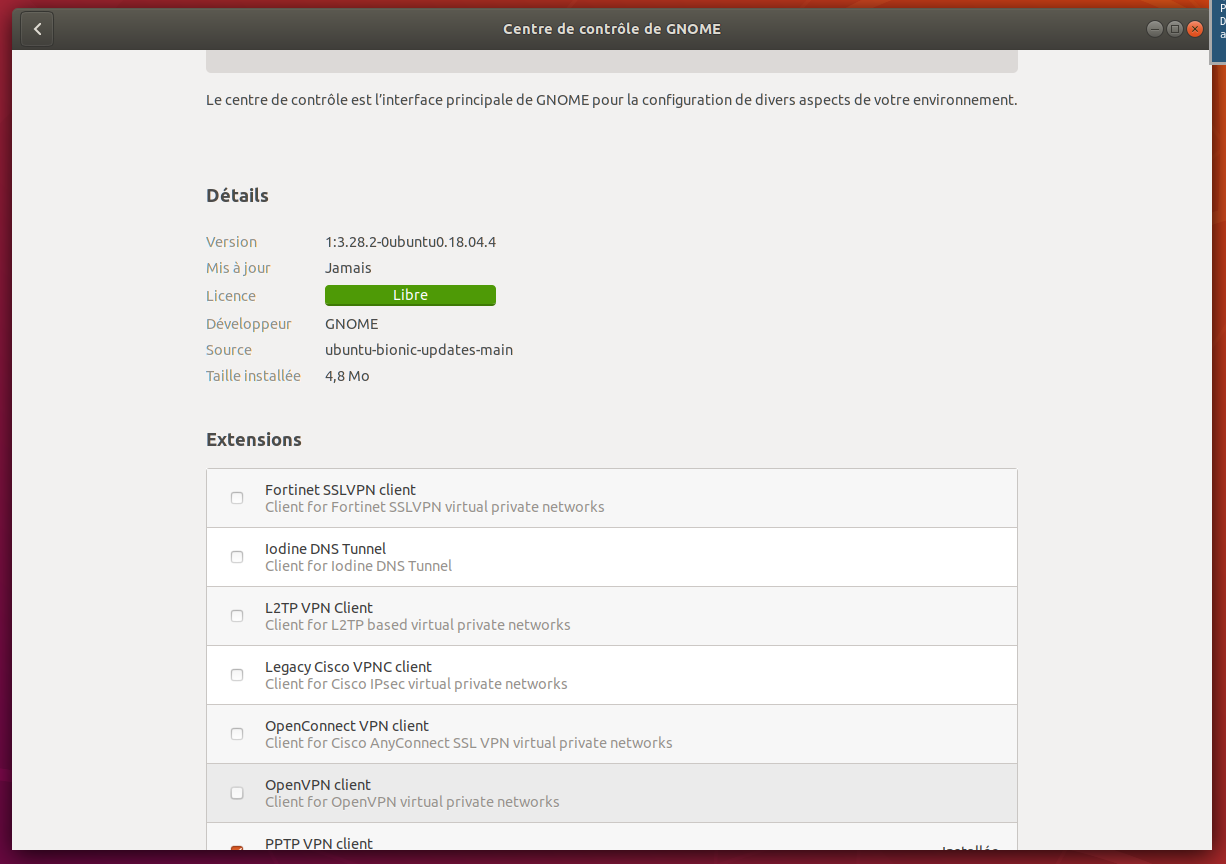 Centre de contrôle de GNOME
Le centre de contrôle est l'interface principale de GNOME pour la configuration de divers aspects de votre environnement.
Détails
Version 1:3.28.2-0ubuntu0.18.04.4
Mis à jour Jamais
Licence Libre
Développeur GNOME
Source ubuntu-bionic-updates-main
Taille installée 4,8 Mo
Extensions
Fortinet SSLVPN client
Client for Fortinet SSLVPN virtual private networks
Iodine DNS Tunnel
Client for Iodine DNS Tunnel
L2TP VPN Client
Client for L2TP based virtual private networks
Legacy Cisco VPNC client
Client for Cisco IPsec virtual private networks
OpenConnect VPN client
Client for Cisco AnyConnect SSL VPN virtual private networks
OpenVPN client
Client for OpenVPN virtual private networks
PPTP VPN client